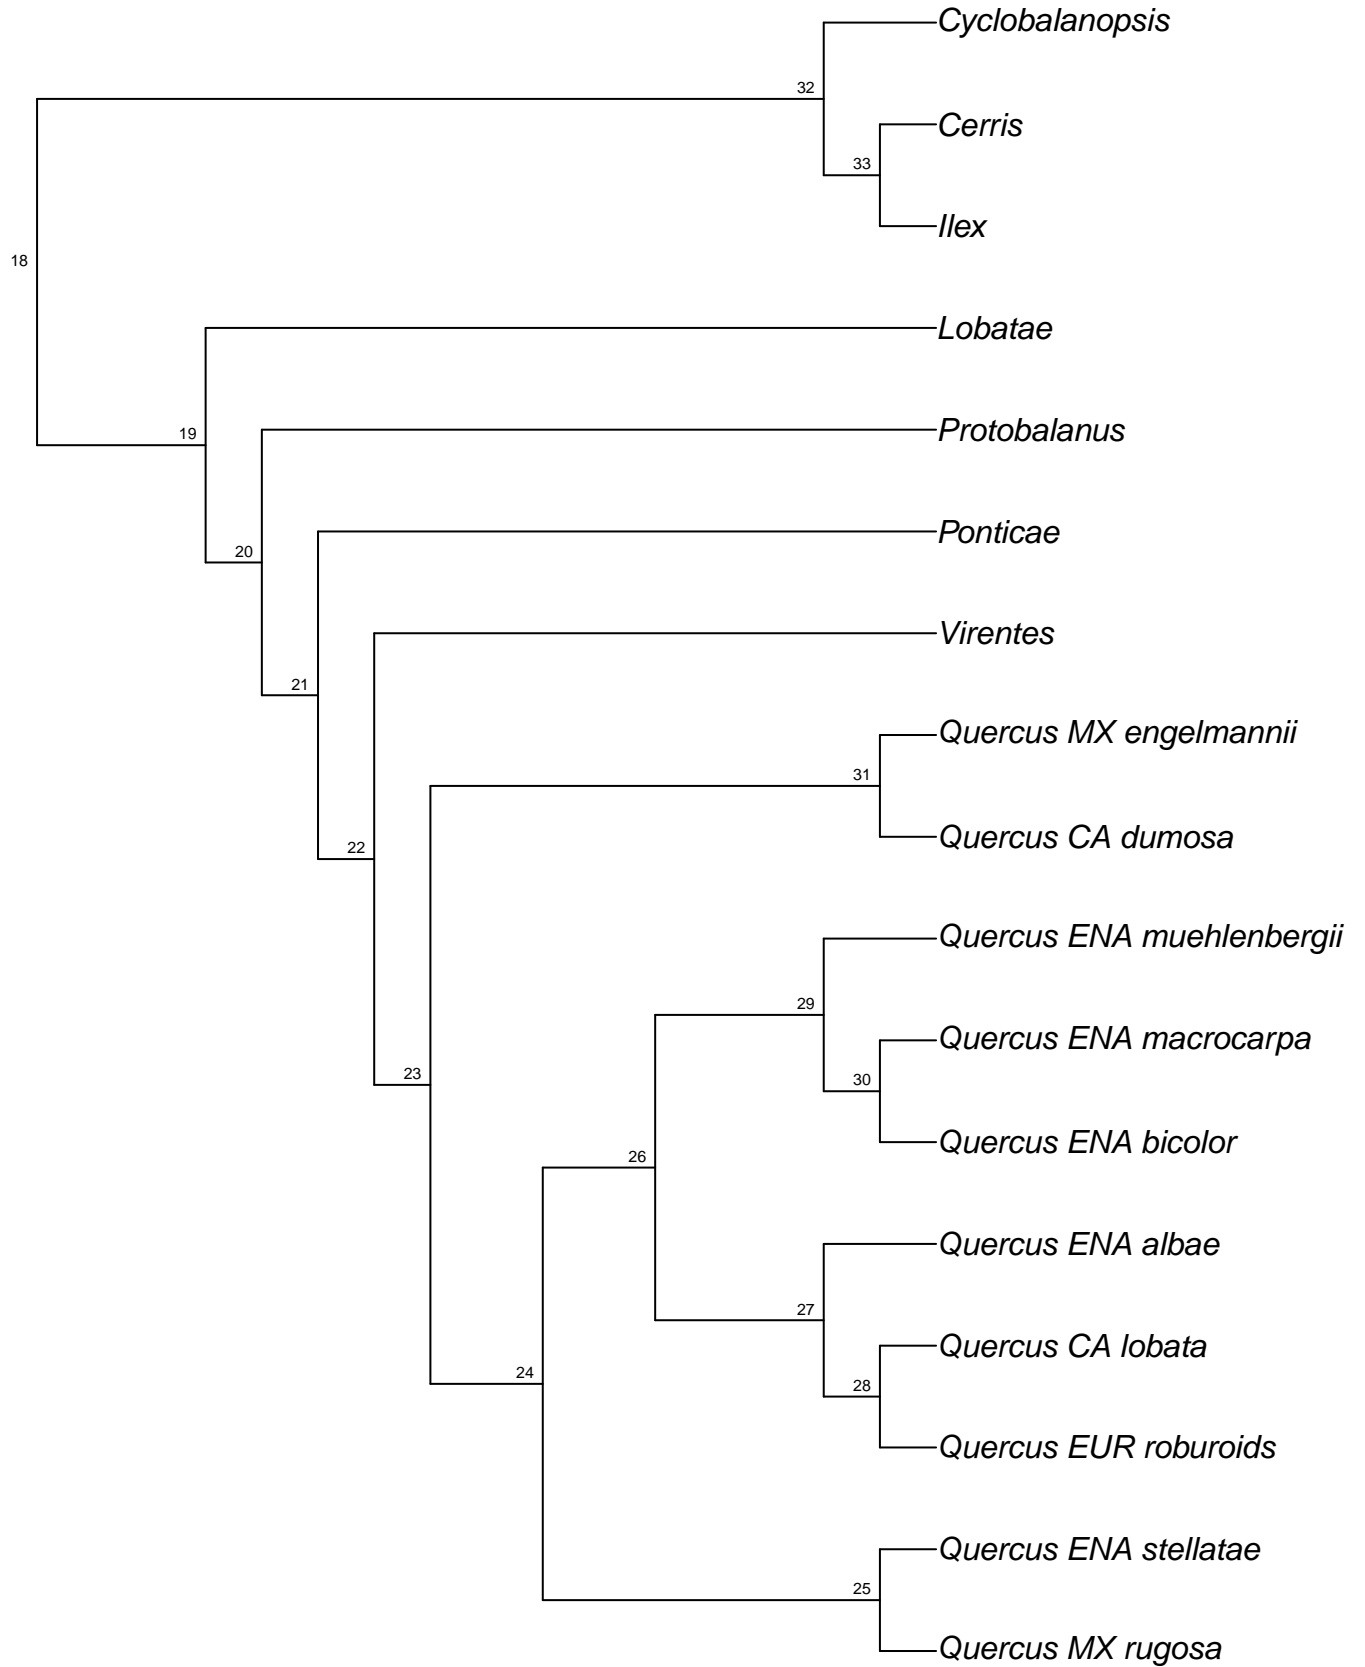 Cyclobalanopsis
32
Cerris
33
Ilex
18
Lobatae
Protobalanus
19
Ponticae
20
Virentes
21
Quercus MX engelmannii
31
Quercus CA dumosa
22
Quercus ENA muehlenbergii
29
Quercus ENA macrocarpa
23
30
Quercus ENA bicolor
26
Quercus ENA albae
27
Quercus CA lobata
24
28
Quercus EUR roburoids
Quercus ENA stellatae
25
Quercus MX rugosa